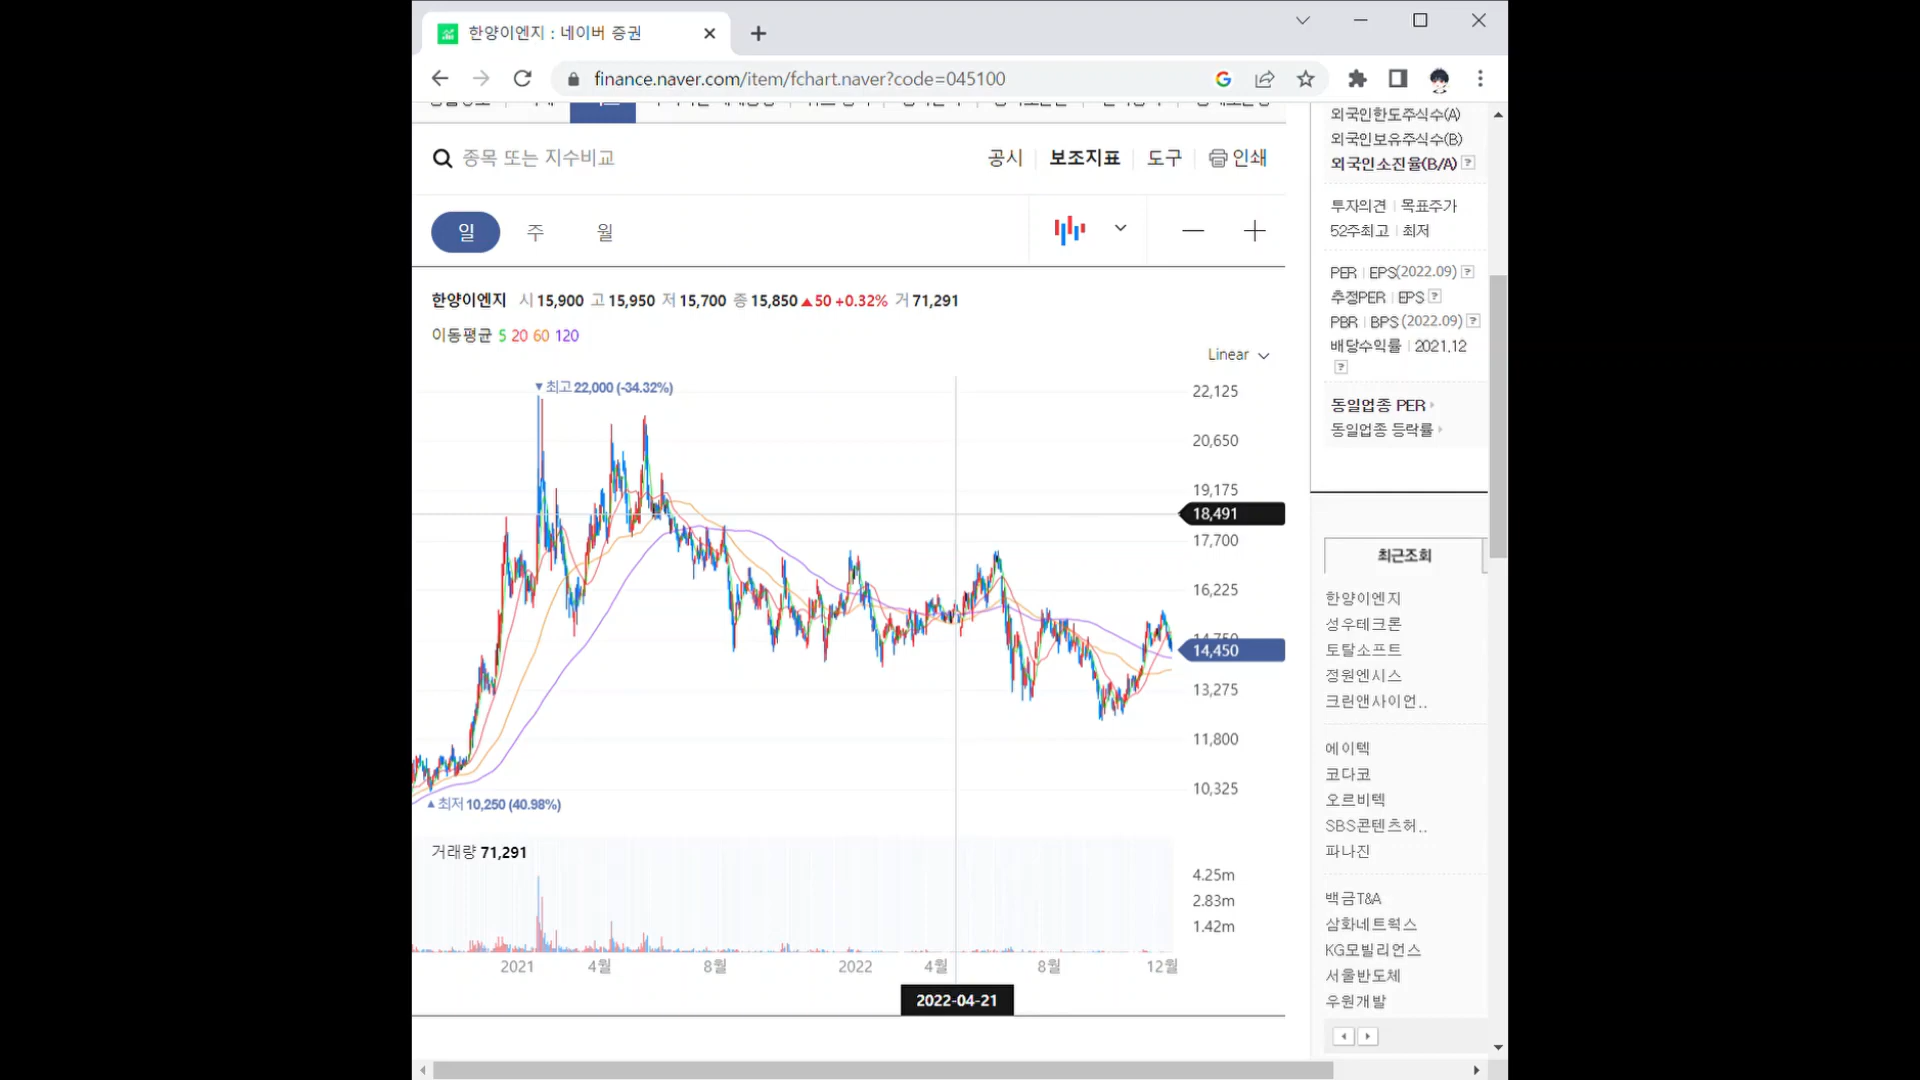 한양이엔지 : 네이버 증권
finance.naver.com/item/fchart.naver?code=045100
종목 또는 지수비교
공시 보조지표 도구 인쇄
일 주 월
한양이엔지 시 15,900 고 15,950 저 15,700 종 15,850 ▲50 +0.32% 거 71,291
이동평균 5 20 60 120
Linear
▼최고 22,000 (-34.32%)
22,125
20,650
19,175
18,491
17,700
16,225
14,750
14,450
13,275
11,800
10,325
▲최저 10,250 (40.98%)
거래량 71,291
4.25m
2.83m
1.42m
2021 4월 8월 2022 4월 8월 12월
2022-04-21
외국인한도주식수(A)
외국인보유주식수(B)
외국인소진율(B/A) ?
투자의견 | 목표주가
52주최고 | 최저
PER | EPS(2022.09) ?
추정PER | EPS ?
PBR | BPS (2022.09) ?
배당수익률 | 2021.12
?
동일업종 PER
동일업종 등락률
최근조회
한양이엔지
성우테크론
토탈소프트
정원엔시스
크린앤사이언..
에이텍
코다코
오르비텍
SBS콘텐츠허..
파나진
백금T&A
삼화네트웍스
KG모빌리언스
서울반도체
우원개발